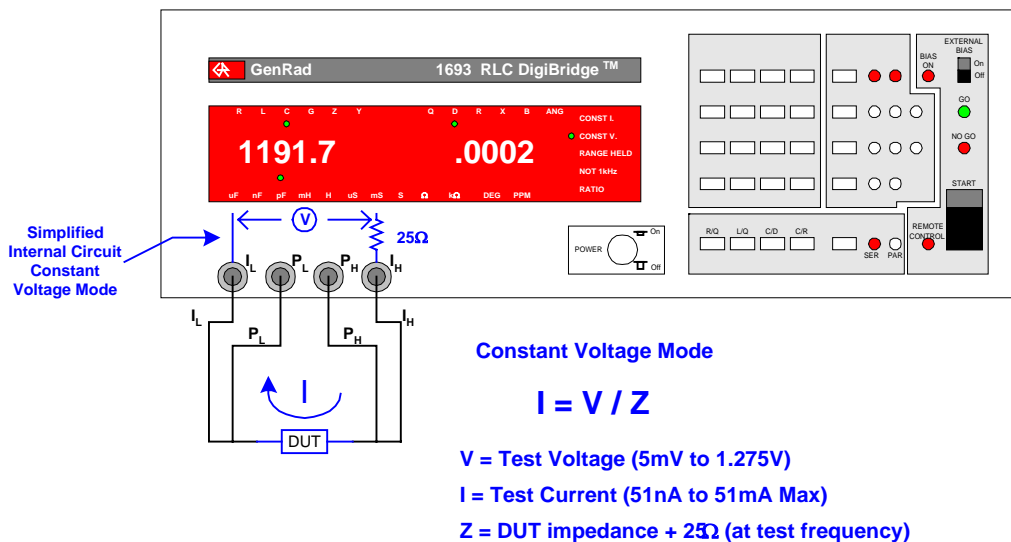 GenRad 1693 RLC DigiBridge TM
R L C G Z Y Q D R X B ANG
CONST I.
CONST V.
RANGE HELD
NOT 1kHz
RATIO
1191.7 .0002
uF nF pF mH H uS mS S Ω kΩ DEG PPM
EXTERNAL
BIAS
On
Off
BIAS
ON
GO
NO GO
START
R/Q L/Q C/D C/R
SER PAR
REMOTE
CONTROL
POWER
On
Off
Simplified
Internal Circuit
Constant
Voltage Mode
V
25Ω
IL PL PH IH
IL PL PH IH
I
DUT
Constant Voltage Mode
I = V / Z
V = Test Voltage (5mV to 1.275V)
I = Test Current (51nA to 51mA Max)
Z = DUT impedance + 25Ω (at test frequency)